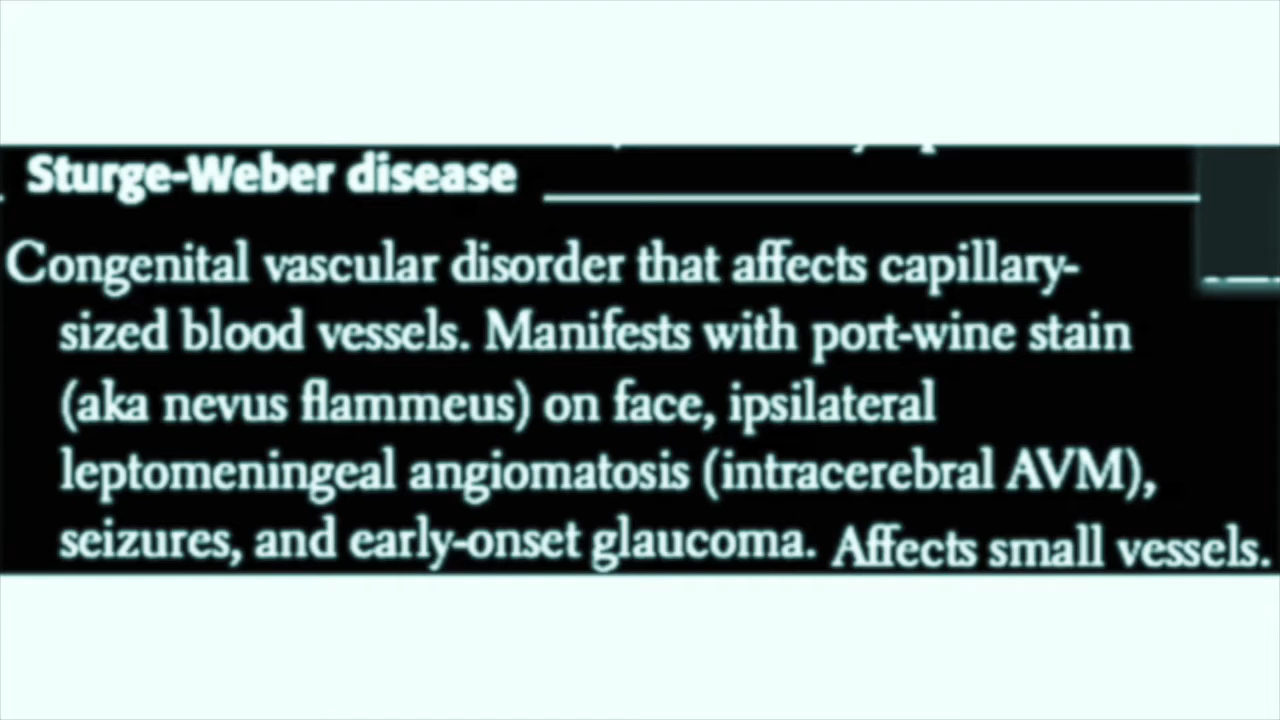 Sturge-Weber disease
Congenital vascular disorder that affects capillary-
sized blood vessels. Manifests with port-wine stain
(aka nevus flammeus) on face, ipsilateral
leptomeningeal angiomatosis (intracerebral AVM),
seizures, and early-onset glaucoma. Affects small vessels.